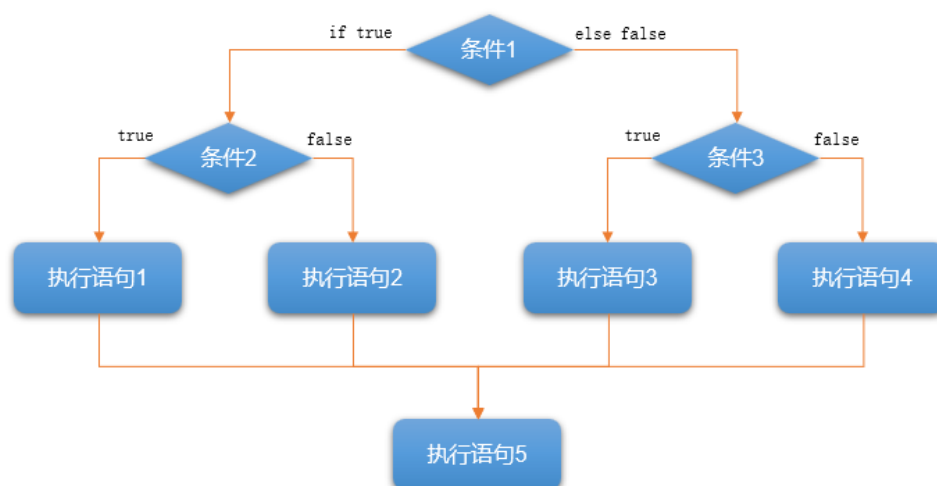 if true
条件1
else false
true
条件2
false
true
条件3
false
执行语句1
执行语句2
执行语句3
执行语句4
执行语句5